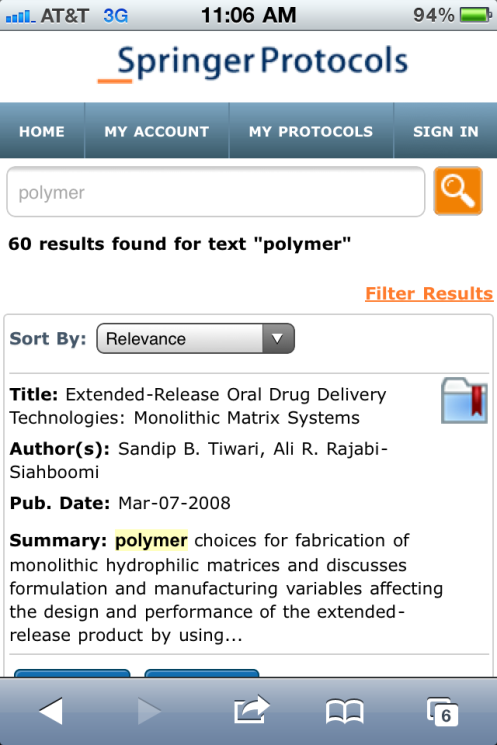 AT&T 3G 11:06 AM 94%
Springer Protocols
HOME MY ACCOUNT MY PROTOCOLS SIGN IN
polymer
60 results found for text "polymer"
Filter Results
Sort By: Relevance
Title: Extended-Release Oral Drug Delivery
Technologies: Monolithic Matrix Systems
Author(s): Sandip B. Tiwari, Ali R. Rajabi-
Siahboomi
Pub. Date: Mar-07-2008
Summary: polymer choices for fabrication of
monolithic hydrophilic matrices and discusses
formulation and manufacturing variables affecting
the design and performance of the extended-
release product by using...
6